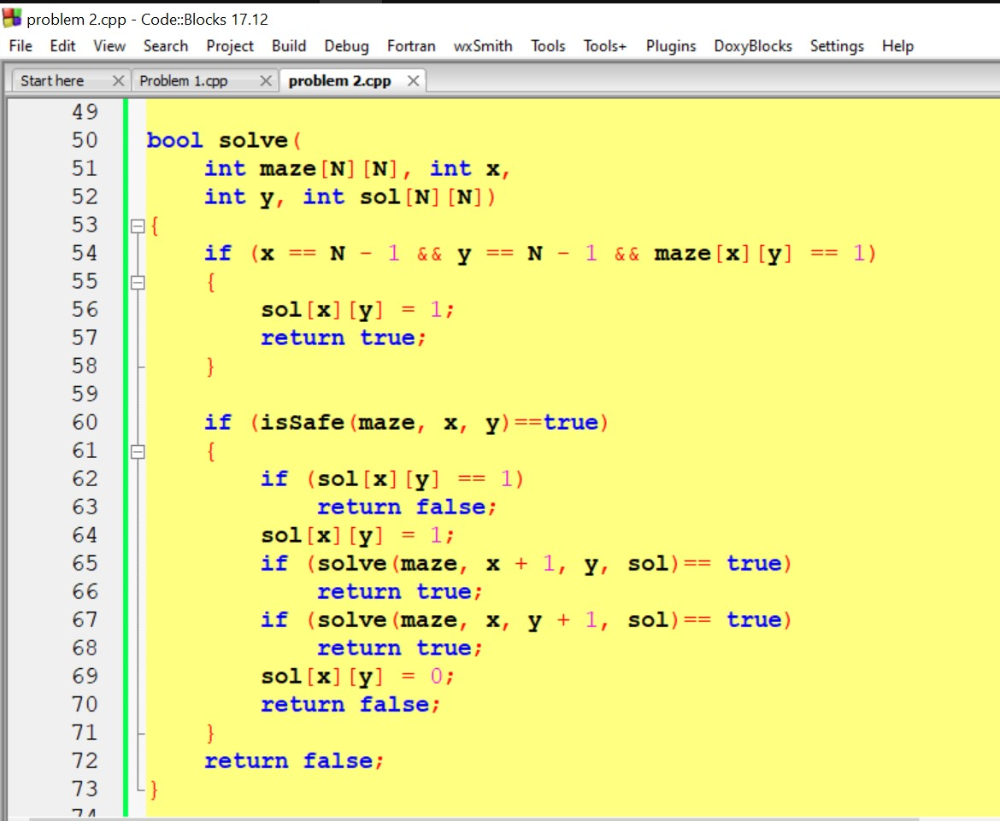 problem 2.cpp - Code::Blocks 17.12
File Edit View Search Project Build Debug Fortran wxSmith Tools Tools+ Plugins DoxyBlocks Settings Help
Start here Problem 1.cpp problem 2.cpp
49
50 bool solve(
51 int maze[N][N], int x,
52 int y, int sol[N][N])
53 {
54 if (x == N - 1 && y == N - 1 && maze[x][y] == 1)
55 {
56 sol[x][y] = 1;
57 return true;
58 }
59
60 if (isSafe(maze, x, y)==true)
61 {
62 if (sol[x][y] == 1)
63 return false;
64 sol[x][y] = 1;
65 if (solve(maze, x + 1, y, sol)== true)
66 return true;
67 if (solve(maze, x, y + 1, sol)== true)
68 return true;
69 sol[x][y] = 0;
70 return false;
71 }
72 return false;
73 }
74